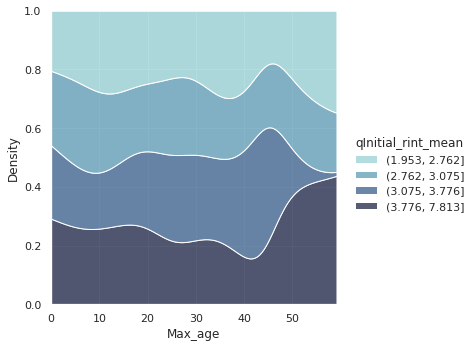 1.0
0.8
0.6
0.4
0.2
0.0
Density
0 10 20 30 40 50
Max_age
qInitial_rint_mean
(1.953, 2.762]
(2.762, 3.075]
(3.075, 3.776]
(3.776, 7.813]